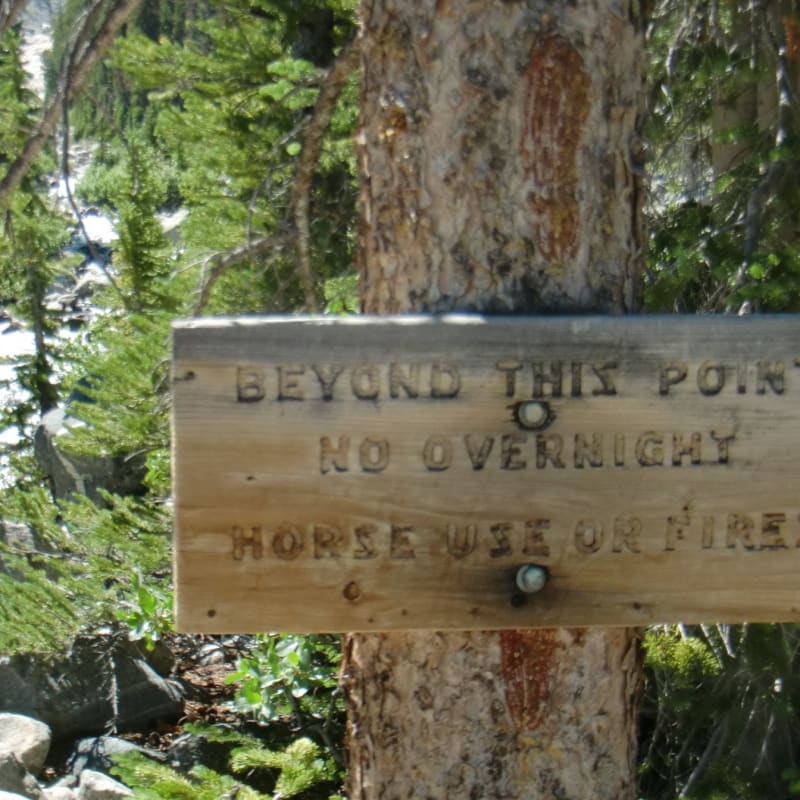 BEYOND THIS POINT
NO OVERNIGHT
HORSE USE OR FIRES